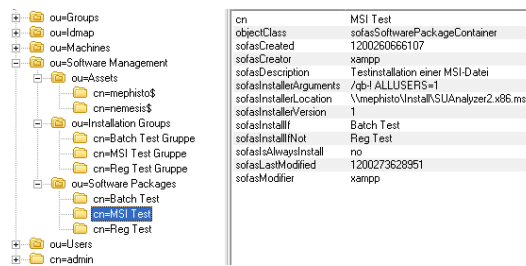 ou=Groups
ou=Idmap
ou=Machines
ou=Software Management
ou=Assets
cn=mephisto$
cn=nemesis$
ou=Installation Groups
cn=Batch Test Gruppe
cn=MSI Test Gruppe
cn=Reg Test Gruppe
ou=Software Packages
cn=Batch Test
cn=MSI Test
cn=Reg Test
ou=Users
cn=admin
cn MSI Test
objectClass sofasSoftwarePackageContainer
sofasCreated 1200260666107
sofasCreator xampp
sofasDescription Testinstallation einer MSI-Datei
sofasInstallerArguments /qb-! ALLUSERS=1
sofasInstallerLocation \\mephisto\Install\SUAnalyzer2.x86.ms
sofasInstallerVersion 1
sofasInstallIf Batch Test
sofasInstallIfNot Reg Test
sofasIsAlwaysInstall no
sofasLastModified 1200273628951
sofasModifier xampp